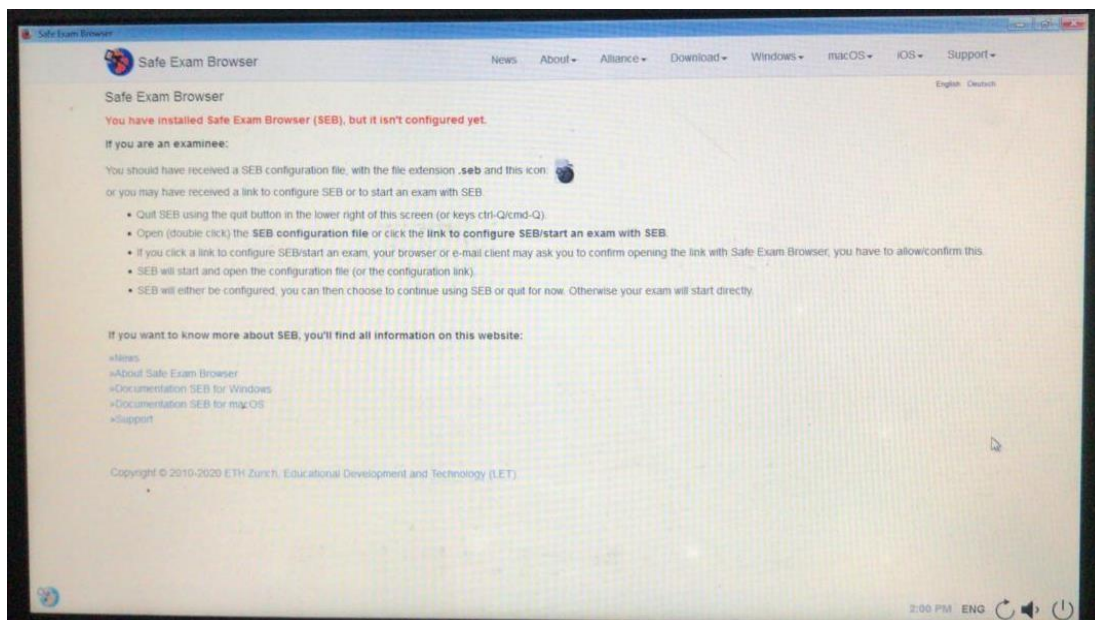 Safe Exam Browser
Safe Exam Browser
News About Alliance Download Windows macOS iOS Support
English Deutsch
Safe Exam Browser
You have installed Safe Exam Browser (SEB), but it isn't configured yet.
If you are an examinee:
You should have received a SEB configuration file, with the file extension .seb and this icon:
or you may have received a link to configure SEB or to start an exam with SEB.
• Quit SEB using the quit button in the lower right of this screen (or keys ctrl-Q/cmd-Q).
• Open (double click) the SEB configuration file or click the link to configure SEB/start an exam with SEB.
• If you click a link to configure SEB/start an exam, your browser or e-mail client may ask you to confirm opening the link with Safe Exam Browser, you have to allow/confirm this.
• SEB will start and open the configuration file (or the configuration link).
• SEB will either be configured, you can then choose to continue using SEB or quit for now. Otherwise your exam will start directly.
If you want to know more about SEB, you'll find all information on this website:
»News
»About Safe Exam Browser
»Documentation SEB for Windows
»Documentation SEB for macOS
»Support
Copyright © 2010-2020 ETH Zurich, Educational Development and Technology (LET)
2:00 PM ENG